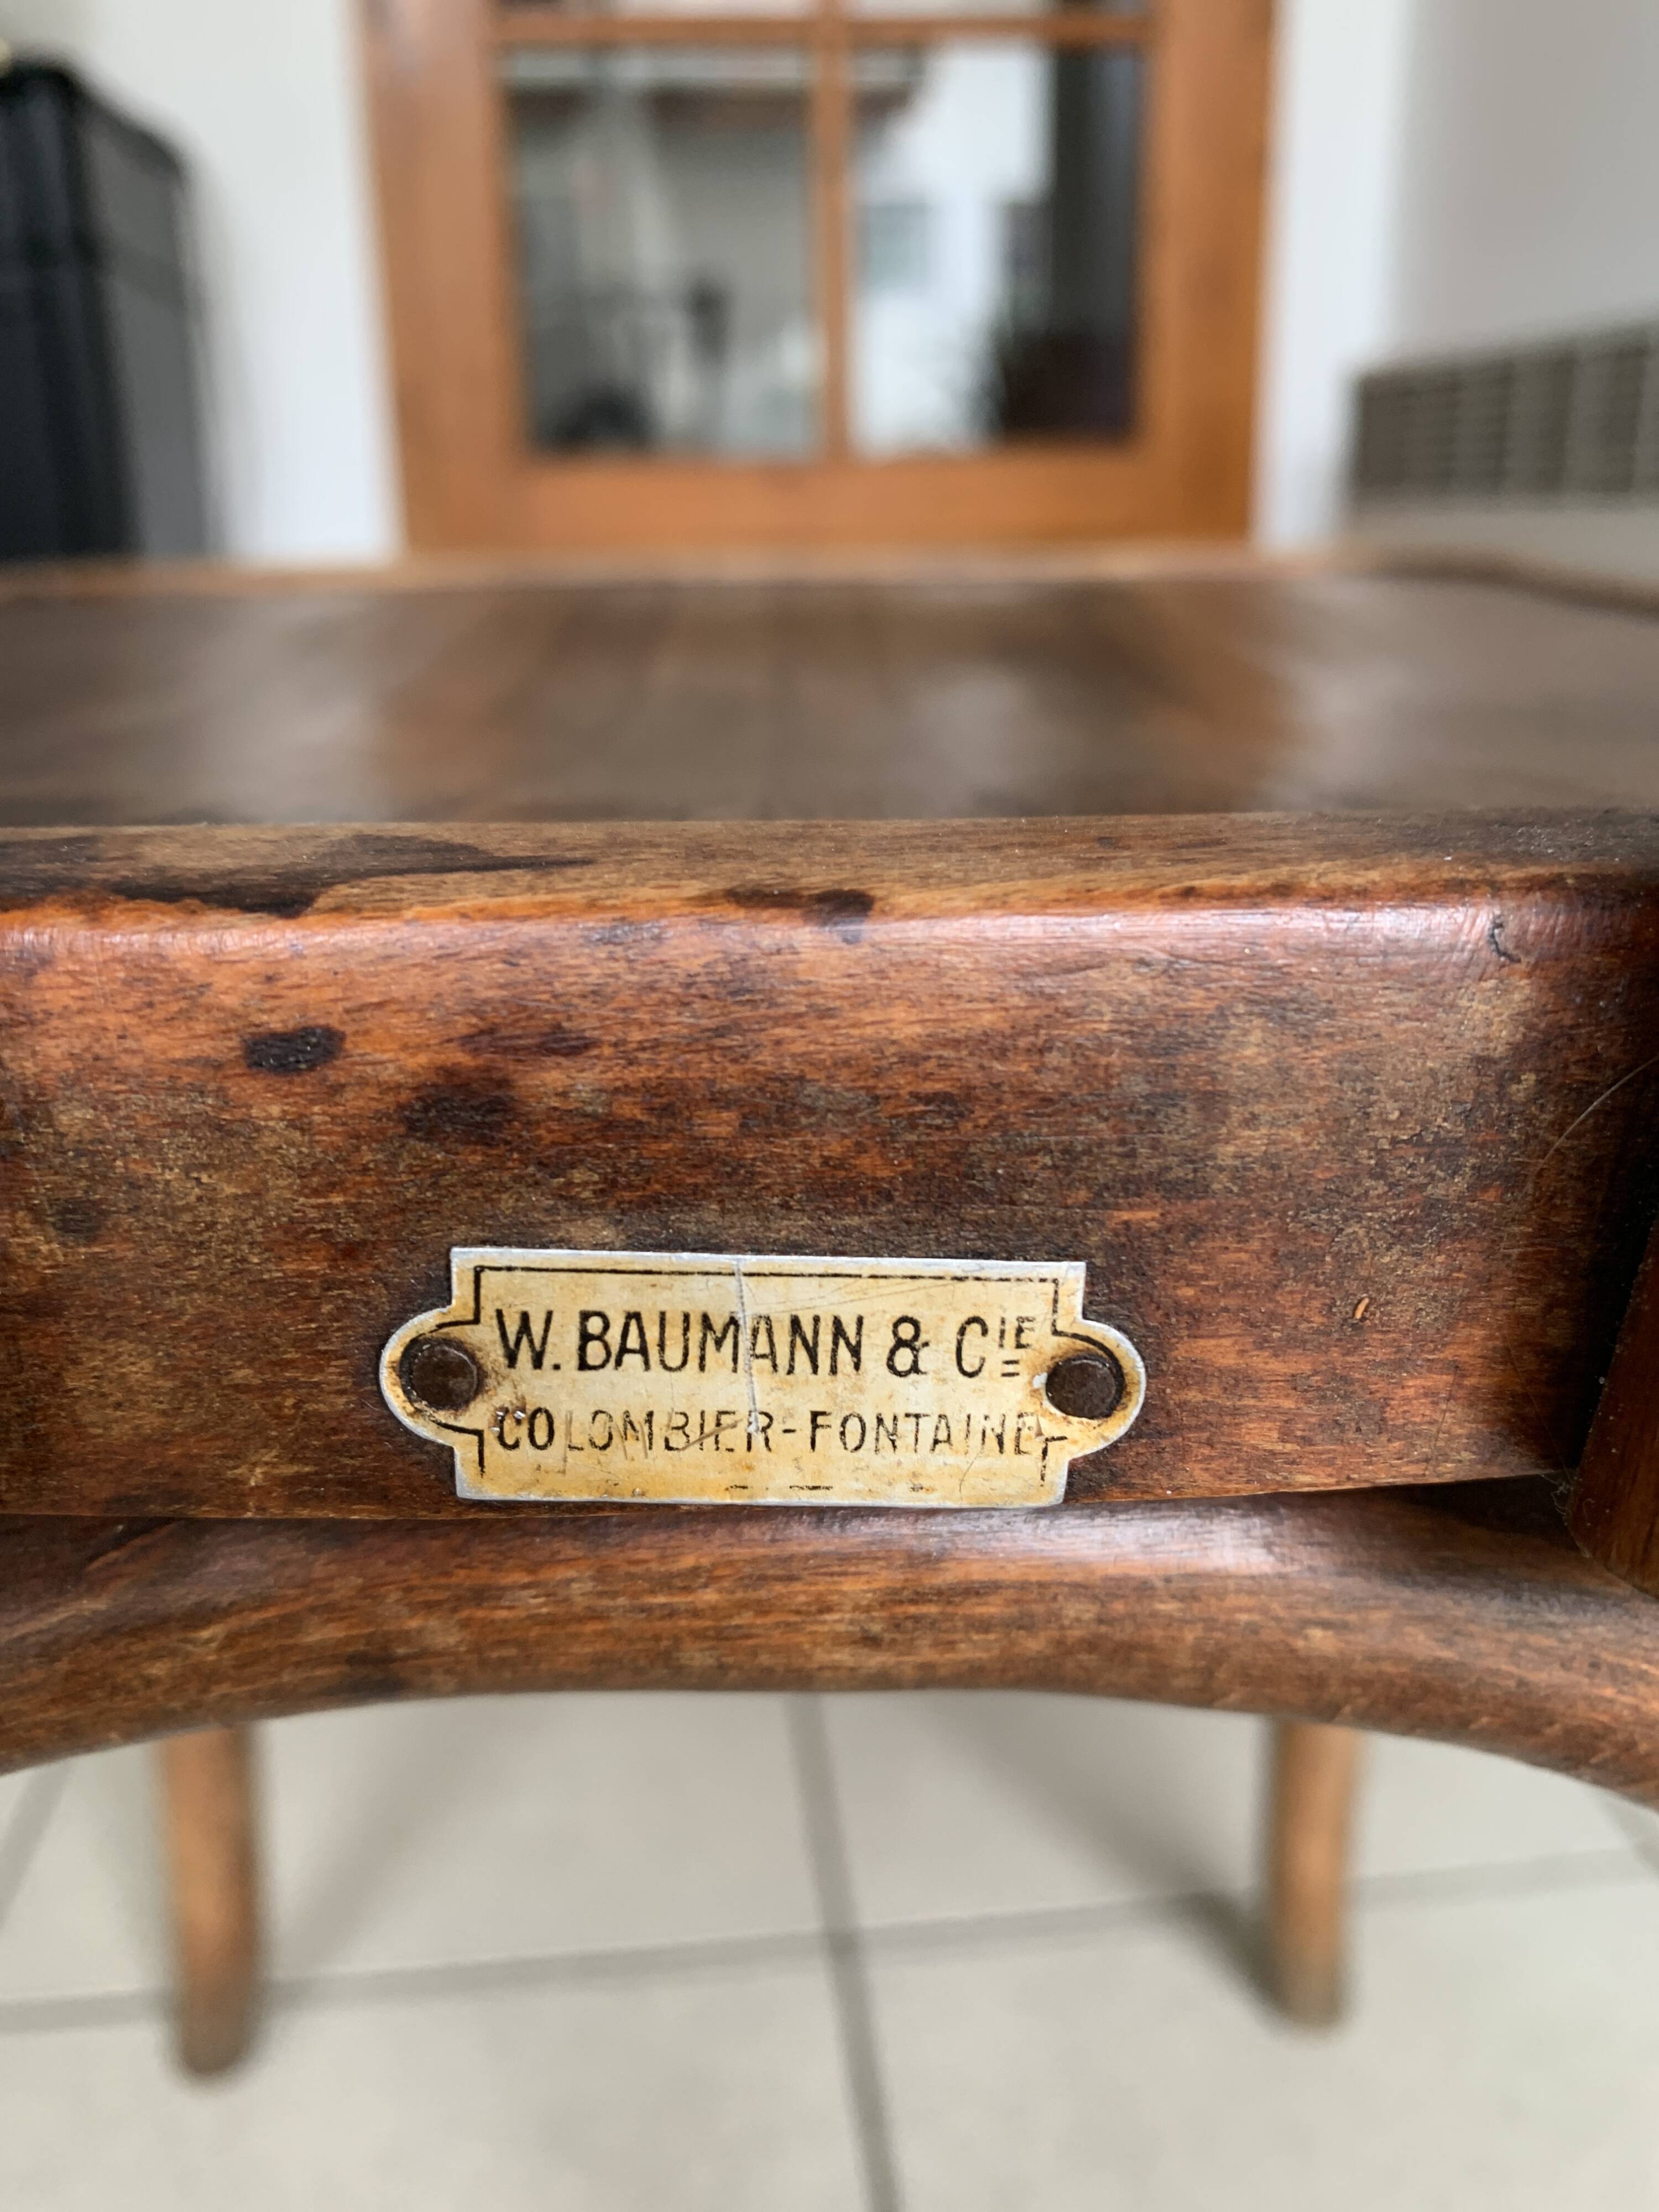 W. BAUMANN & CIE
COLOMBIER-FONTAINE